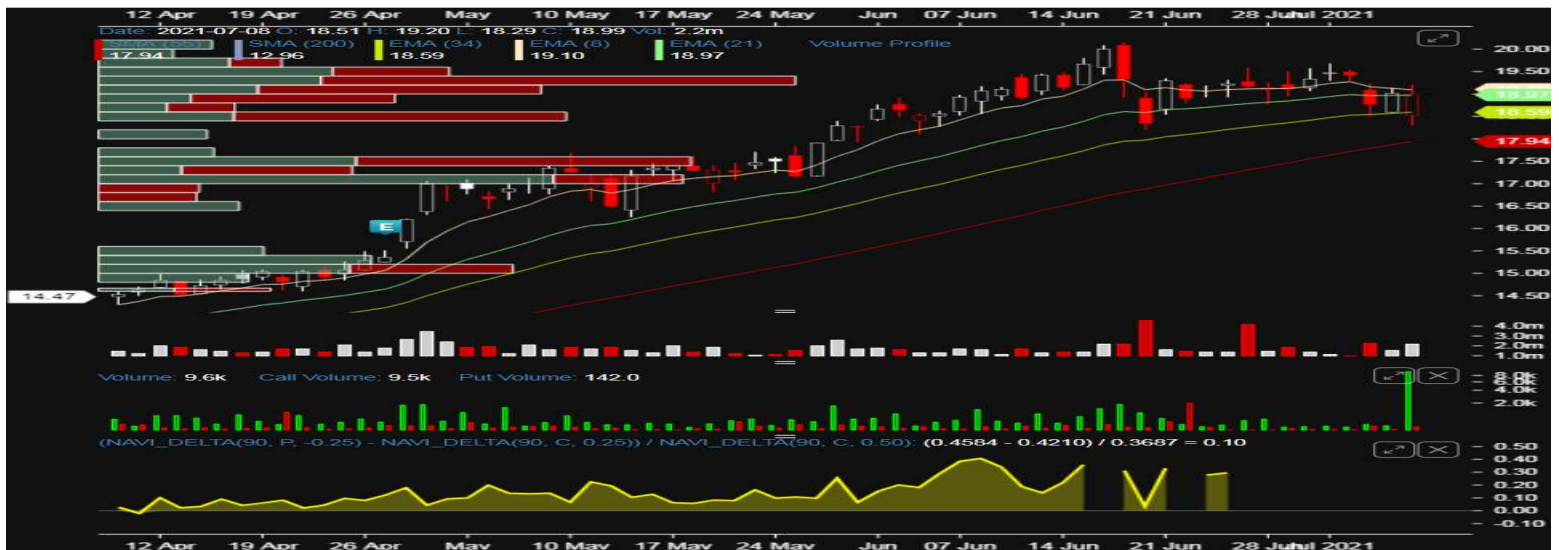 12 Apr 19 Apr 26 Apr May 10 May 17 May 24 May Jun 07 Jun 14 Jun 21 Jun 28 Jun Jul 2021
Date: 2021-07-08 O: 18.51 H: 19.20 L: 18.29 C: 18.99 Vol: 2.2m
SMA (55) SMA (200) EMA (34) EMA (8) EMA (21) Volume Profile
17.94 12.96 18.59 19.10 18.97
20.00
19.50
18.97
18.59
17.94
17.50
17.00
16.50
E
16.00
15.50
15.00
14.47
14.50
4.0m
3.0m
2.0m
1.0m
Volume: 9.6k Call Volume: 9.5k Put Volume: 142.0
8.0k
6.0k
2.0k
(NAVI_DELTA(90, P, -0.25) - NAVI_DELTA(90, C, 0.25)) / NAVI_DELTA(90, C, 0.50): (0.4584 - 0.4210) / 0.3687 = 0.10
0.50
0.40
0.30
0.20
0.10
0.00
-0.10
12 Apr 19 Apr 26 Apr May 10 May 17 May 24 May Jun 07 Jun 14 Jun 21 Jun 28 Jun Jul 2021